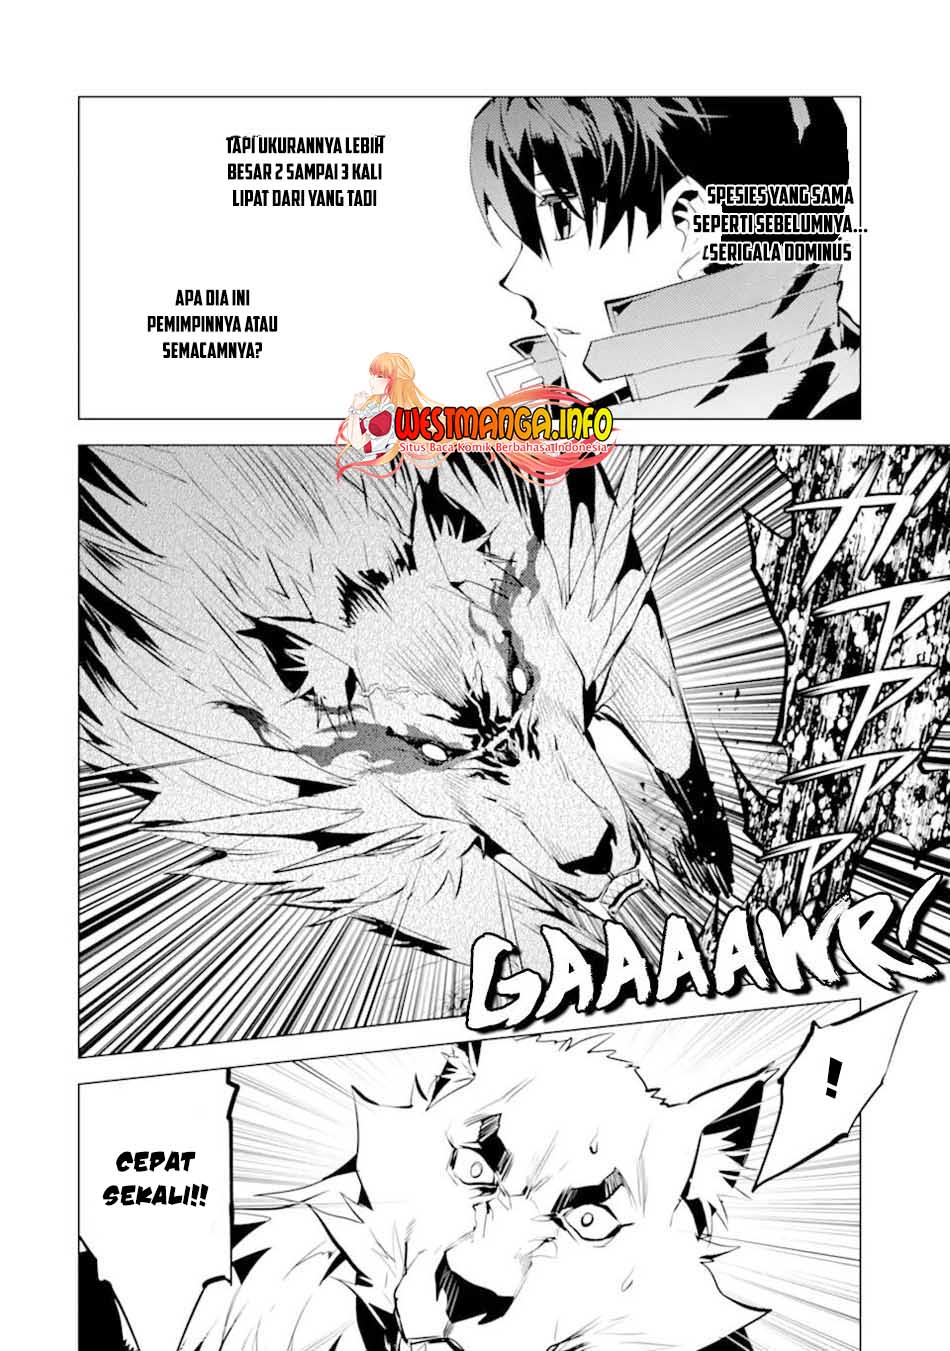 SPESIES YANG SAMA
SEPERTI SEBELUMNYA...
SERIGALA DOMINUS
TAPI UKURANNYA LEBIH
BESAR 2 SAMPAI 3 KALI
LIPAT DARI YANG TADI
APA DIA INI
PEMIMPINNYA ATAU
SEMACAMNYA?
WESTMANGA.INFO
Situs Baca Komik Berbahasa Indonesia
GAAAAAWR
!
CEPAT
SEKALI!!